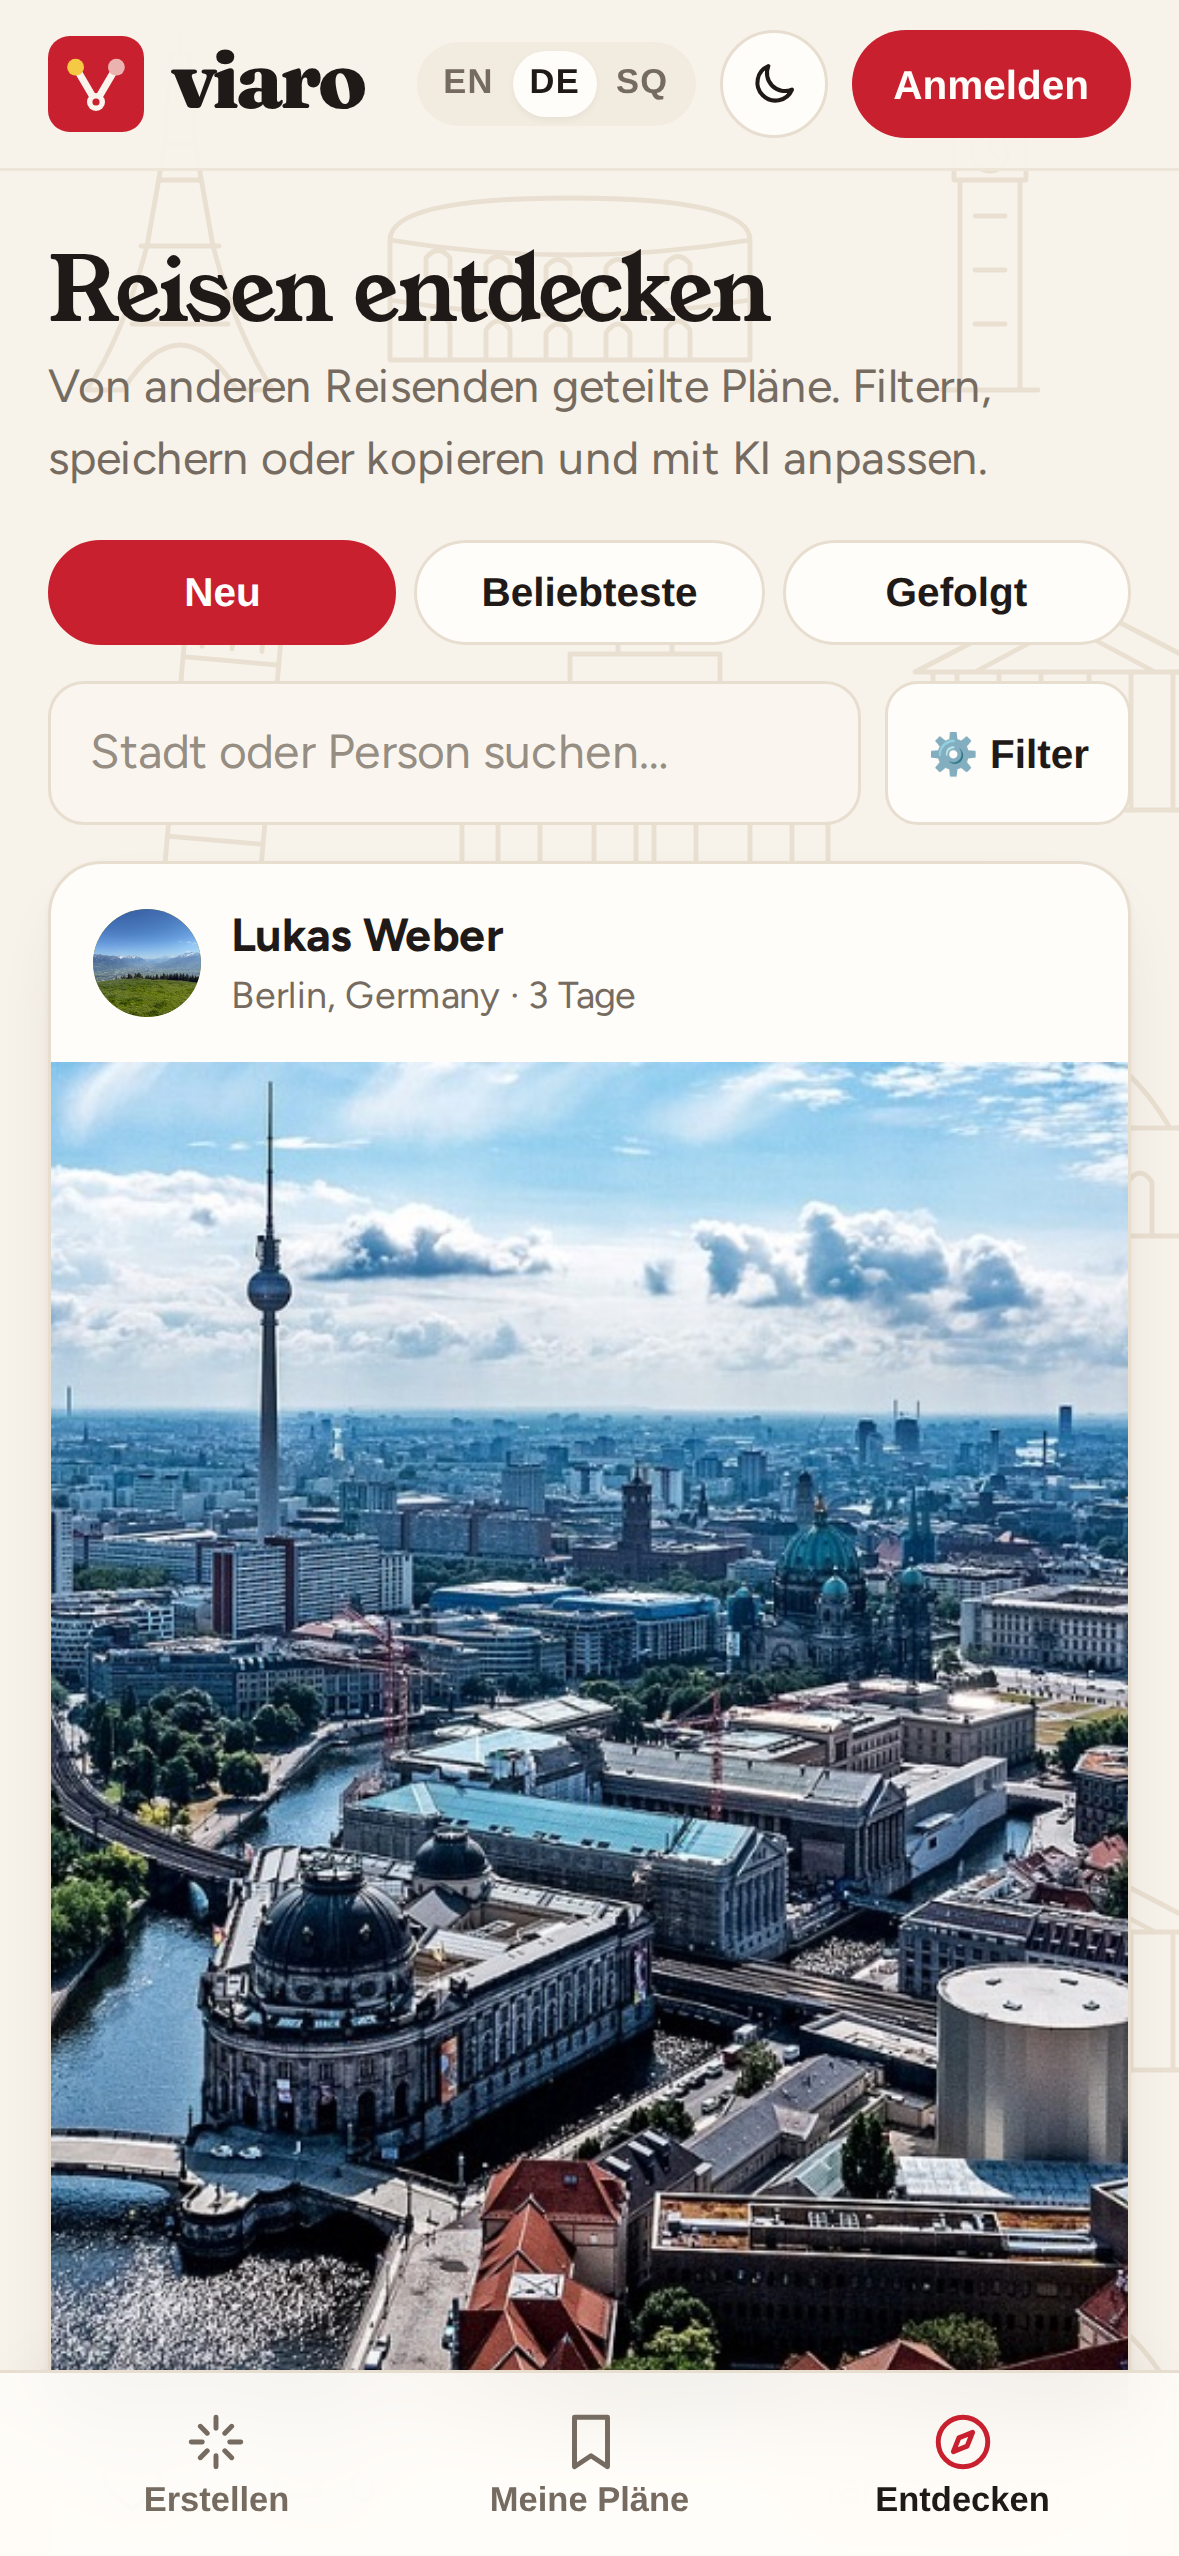 viaro
EN DE SQ
Anmelden
Reisen entdecken
Von anderen Reisenden geteilte Pläne. Filtern,
speichern oder kopieren und mit KI anpassen.
Neu
Beliebteste
Gefolgt
Stadt oder Person suchen...
⚙️ Filter
Lukas Weber
Berlin, Germany · 3 Tage
Erstellen
Meine Pläne
Entdecken